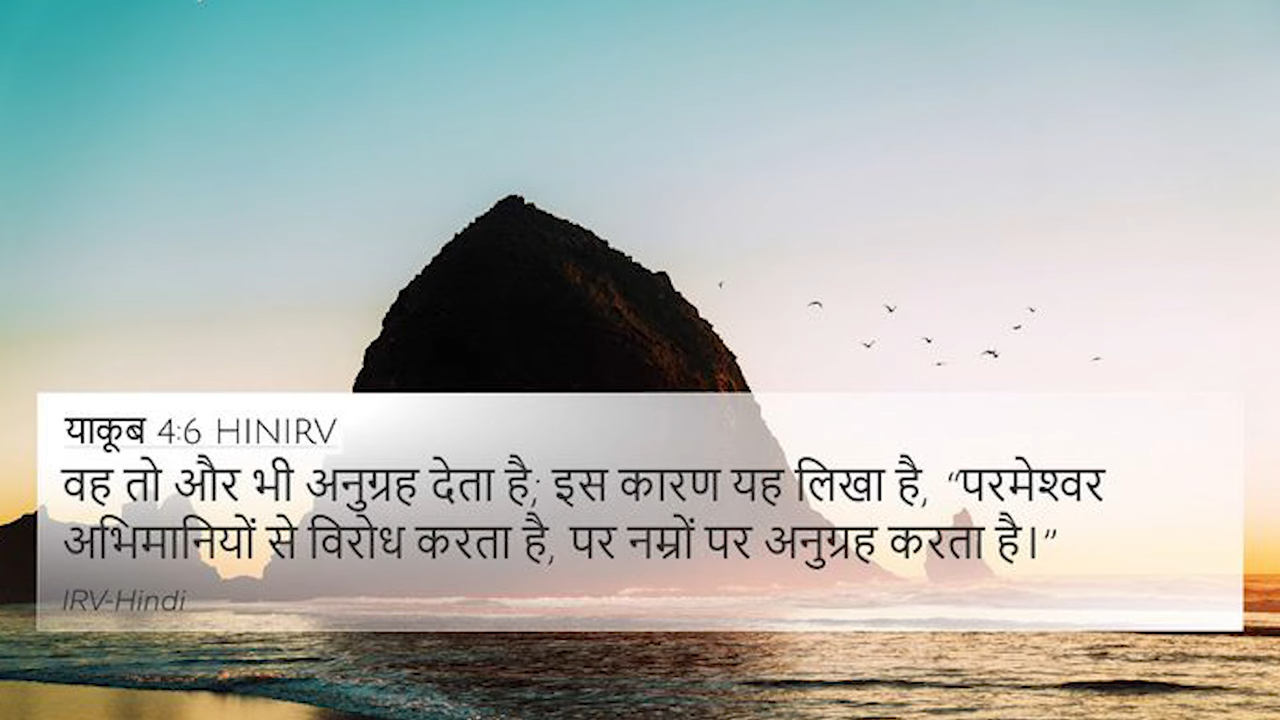 याकूब 4:6 HINIRV
वह तो और भी अनुग्रह देता है; इस कारण यह लिखा है, “परमेश्वर
अभिमानियों से विरोध करता है, पर नम्रों पर अनुग्रह करता है।”
IRV-Hindi